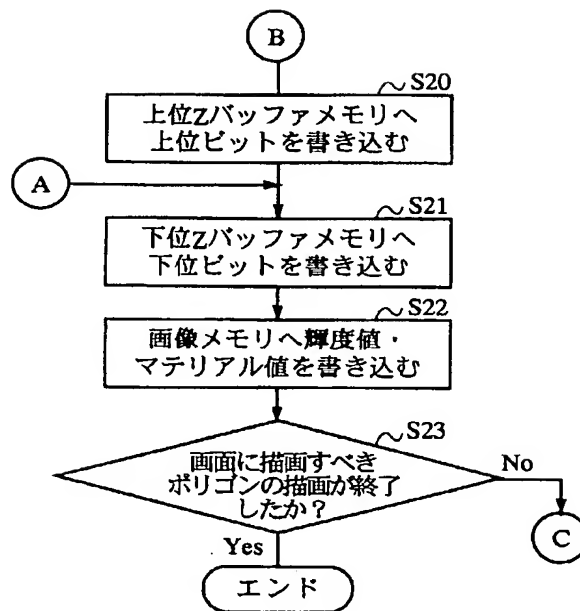 B
S20
上位Zバッファメモリへ
上位ビットを書き込む
A
S21
下位Zバッファメモリへ
下位ビットを書き込む
S22
画像メモリへ輝度値・
マテリアル値を書き込む
S23
画面に描画すべき
ポリゴンの描画が終了
したか？
No
Yes
C
エンド